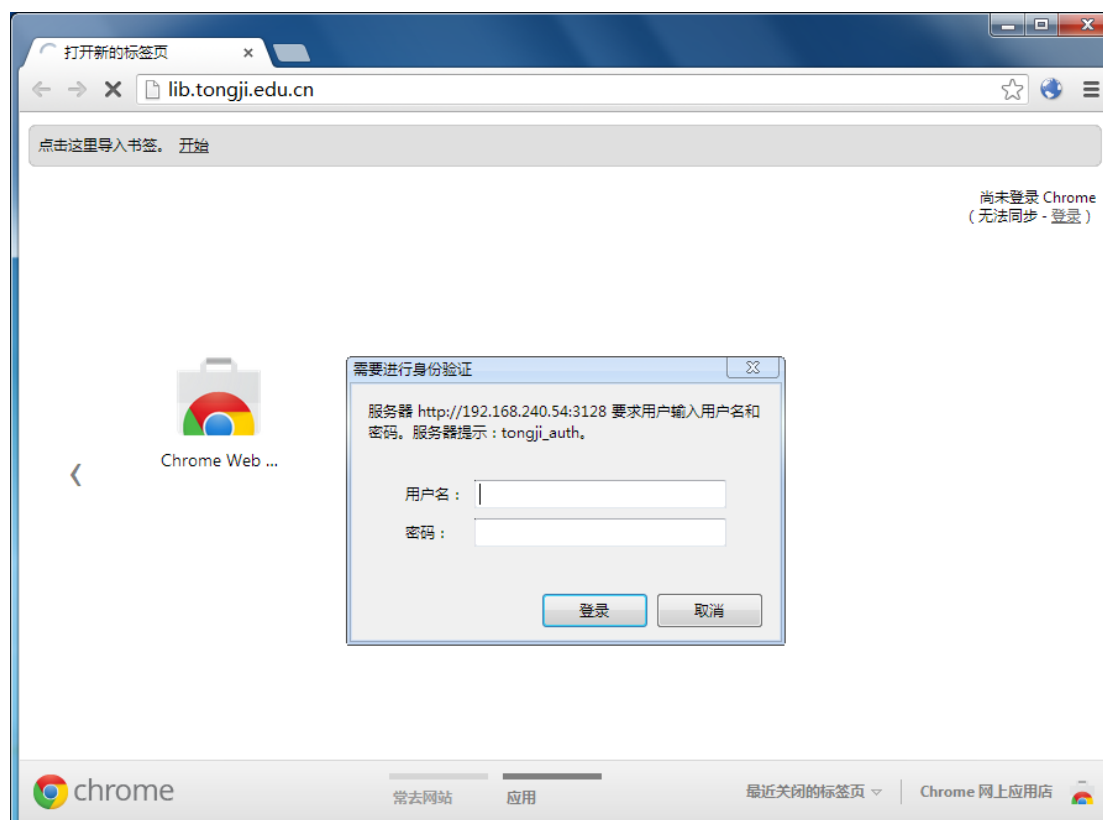 打开新的标签页
lib.tongji.edu.cn
点击这里导入书签。 开始
尚未登录 Chrome
（无法同步 - 登录）
Chrome Web ...
需要进行身份验证
服务器 http://192.168.240.54:3128 要求用户输入用户名和
密码。服务器提示：tongji_auth。
用户名：
密码：
登录 取消
chrome 常去网站 应用 最近关闭的标签页 Chrome 网上应用店